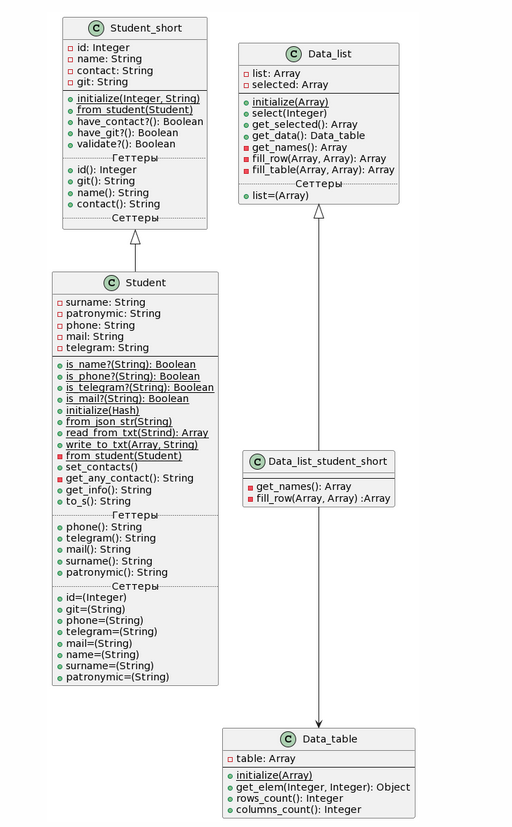 C Student_short
id: Integer
name: String
contact: String
git: String
initialize(Integer, String)
from_student(Student)
have_contact?(): Boolean
have_git?(): Boolean
validate?(): Boolean
Геттеры
id(): Integer
git(): String
name(): String
contact(): String
Сеттеры
C Data_list
list: Array
selected: Array
initialize(Array)
select(Integer)
get_selected(): Array
get_data(): Data_table
get_names(): Array
fill_row(Array, Array): Array
fill_table(Array, Array): Array
Сеттеры
list=(Array)
C Student
surname: String
patronymic: String
phone: String
mail: String
telegram: String
is_name?(String): Boolean
is_phone?(String): Boolean
is_telegram?(String): Boolean
is_mail?(String): Boolean
initialize(Hash)
from_json_str(String)
read_from_txt(Strind): Array
write_to_txt(Array, String)
from_student(Student)
set_contacts()
get_any_contact(): String
get_info(): String
to_s(): String
Геттеры
phone(): String
telegram(): String
mail(): String
surname(): String
patronymic(): String
Сеттеры
id=(Integer)
git=(String)
phone=(String)
telegram=(String)
mail=(String)
name=(String)
surname=(String)
patronymic=(String)
C Data_list_student_short
get_names(): Array
fill_row(Array, Array) :Array
C Data_table
table: Array
initialize(Array)
get_elem(Integer, Integer): Object
rows_count(): Integer
columns_count(): Integer